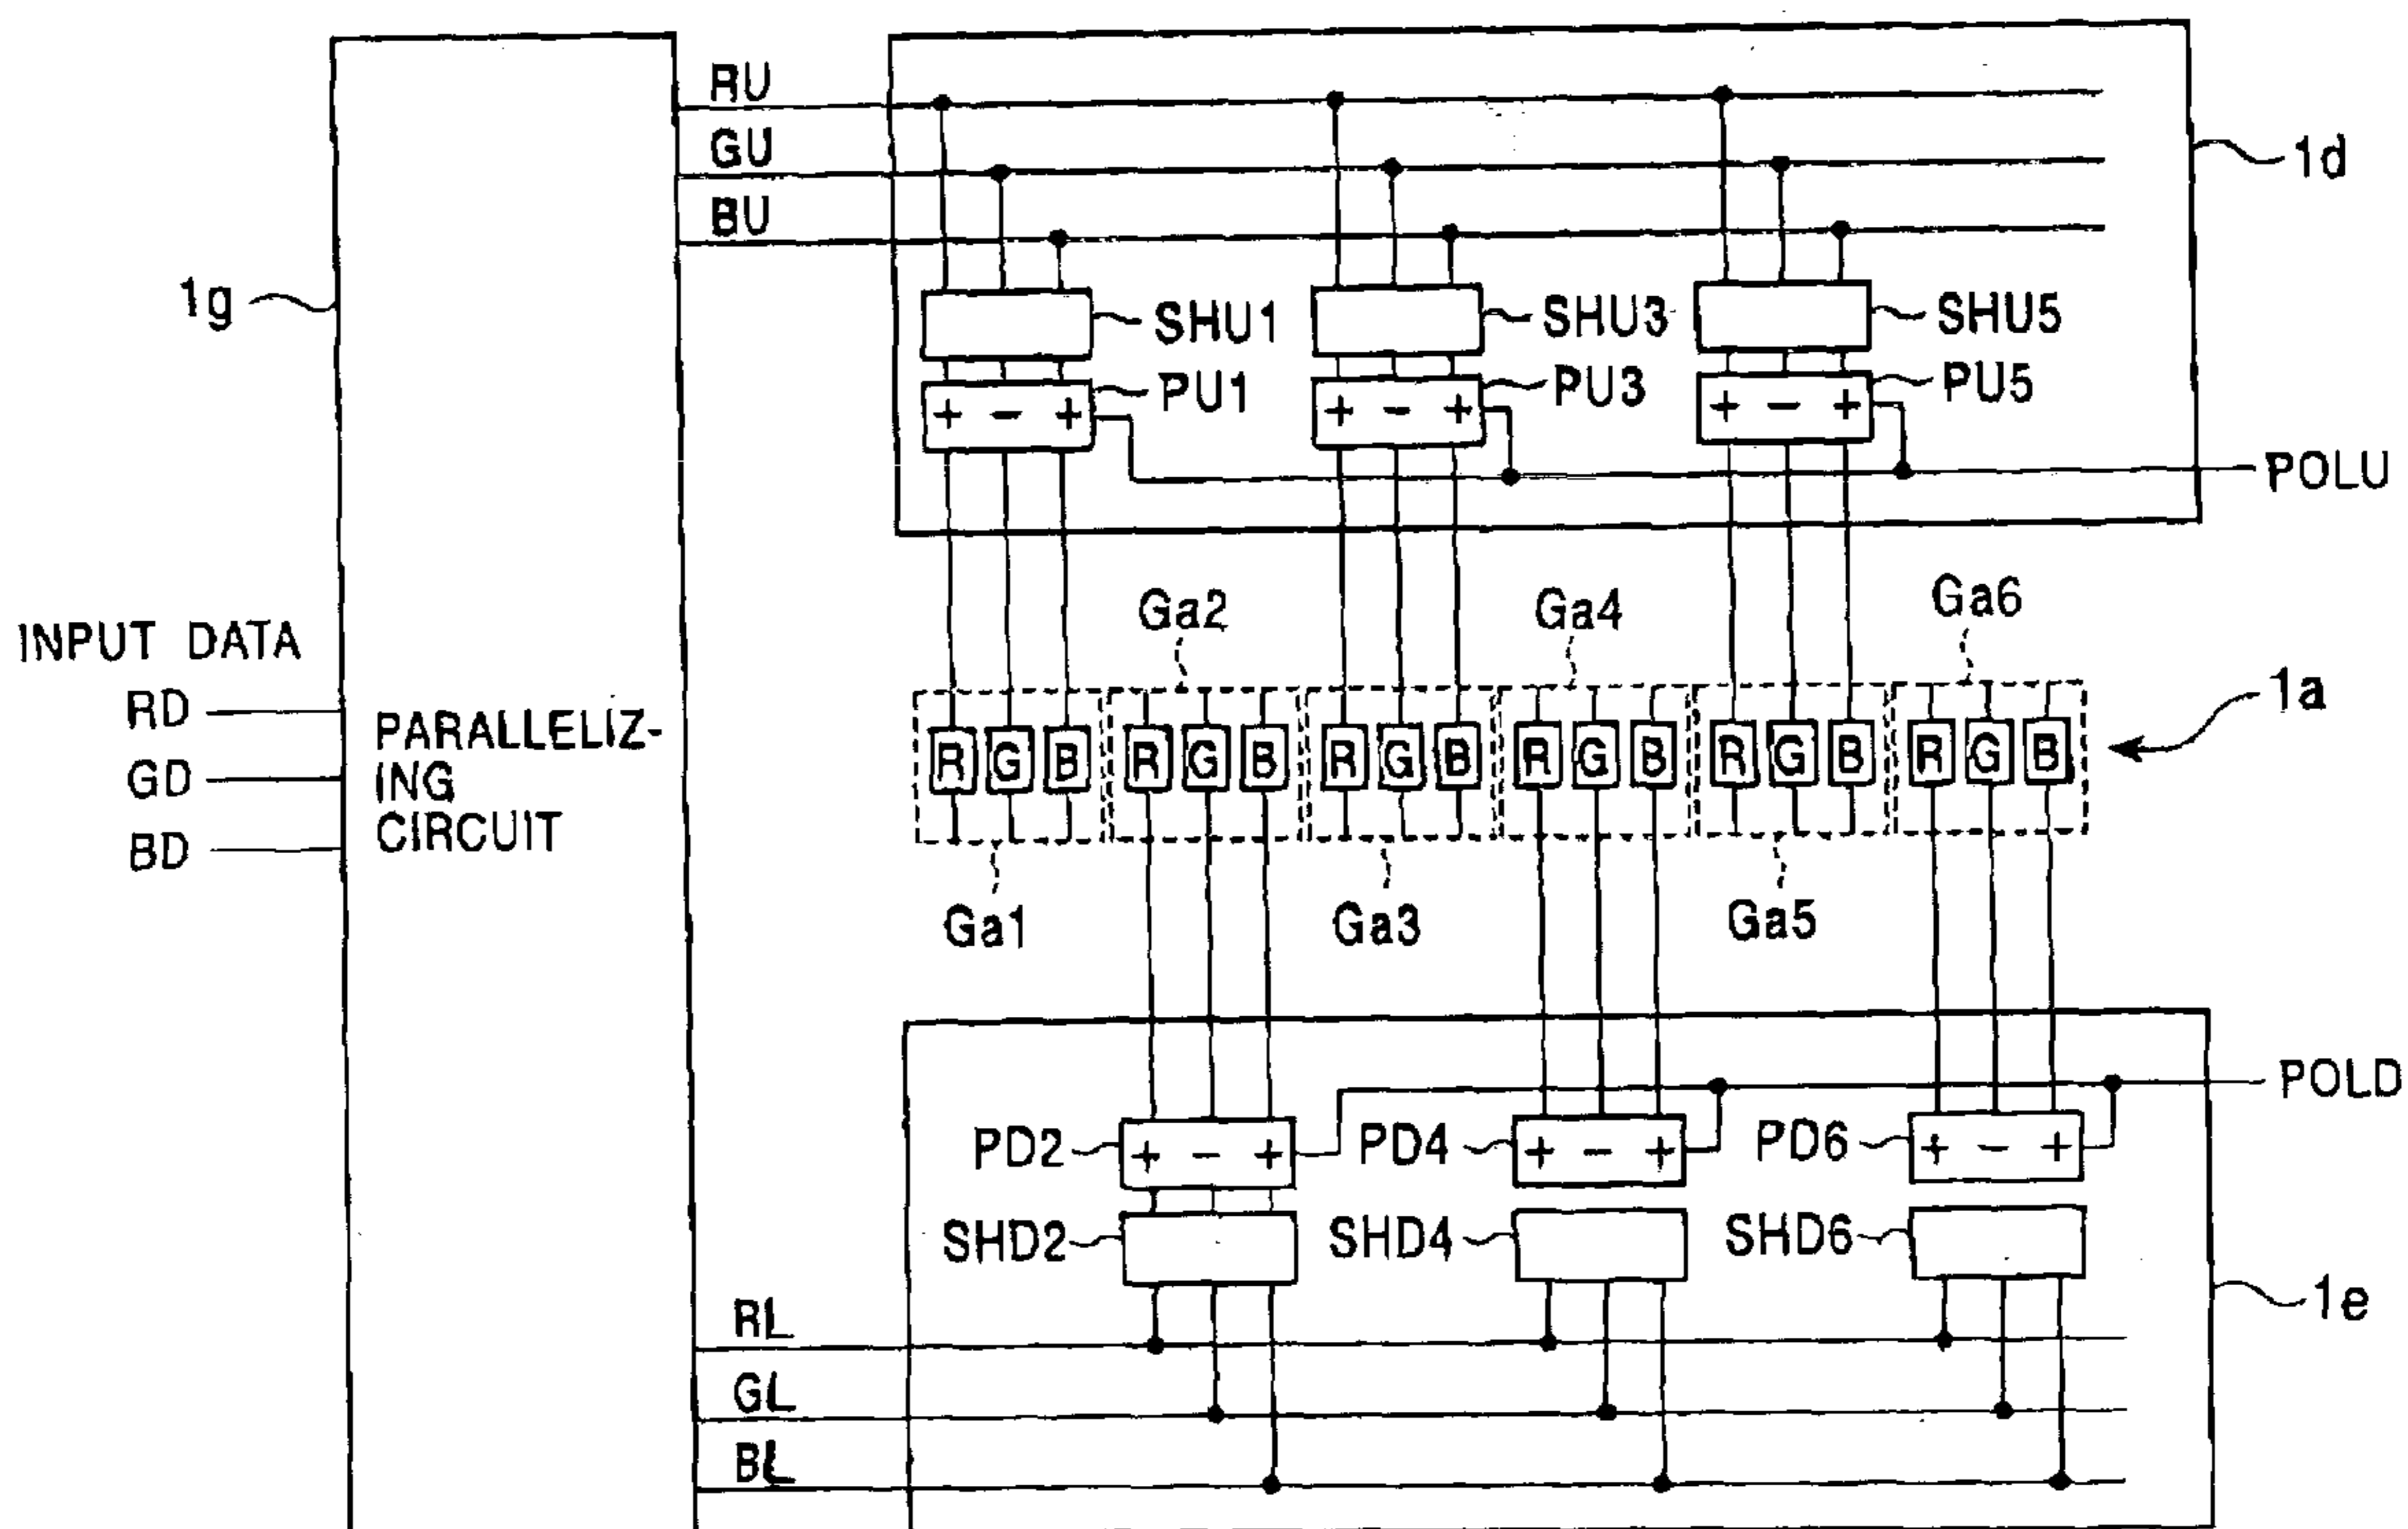 RU
GU
BU
1d
1g
SHU1
SHU3
SHU5
PU1
PU3
PU5
+ − +
+ − +
+ − +
POLU
Ga2
Ga4
Ga6
INPUT DATA
RD
GD
BD
PARALLELIZ-
ING
CIRCUIT
1a
R G B
R G B
R G B
R G B
R G B
R G B
Ga1
Ga3
Ga5
POLD
PD2
PD4
PD6
+ − +
+ − +
+ − +
SHD2
SHD4
SHD6
1e
RL
GL
BL